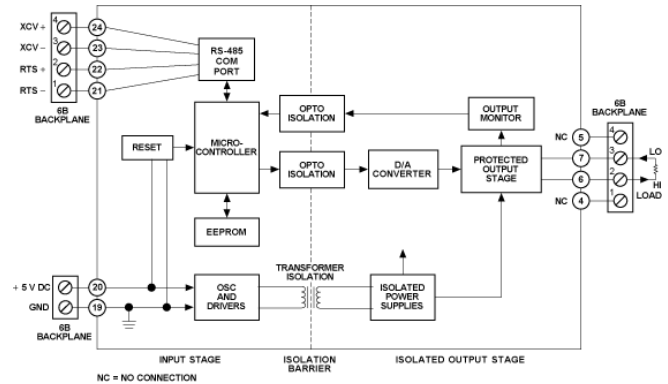 XCV +
XCV –
RTS +
RTS –
4
3
2
1
24
23
22
21
6B
BACKPLANE
RS-485
COM
PORT
RESET
MICRO-
CONTROLLER
EEPROM
OPTO
ISOLATION
OPTO
ISOLATION
D/A
CONVERTER
OUTPUT
MONITOR
PROTECTED
OUTPUT
STAGE
6B
BACKPLANE
NC
5
7
6
NC
4
4
3
2
1
LO
HI
LOAD
+ 5 V DC
GND
20
19
6B
BACKPLANE
OSC
AND
DRIVERS
TRANSFORMER
ISOLATION
ISOLATED
POWER
SUPPLIES
INPUT STAGE
ISOLATION
BARRIER
ISOLATED OUTPUT STAGE
NC = NO CONNECTION